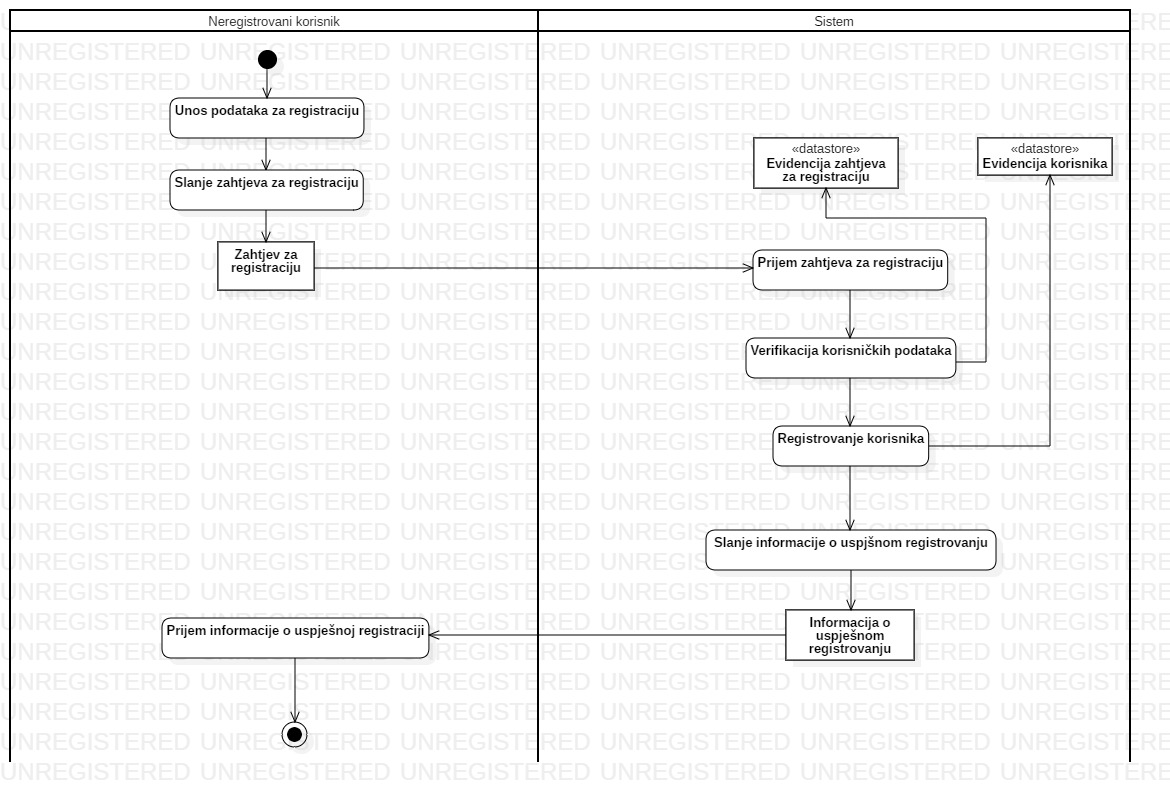 Neregistrovani korisnik
Sistem
Unos podataka za registraciju
Slanje zahtjeva za registraciju
Zahtjev za
registraciju
«datastore»
Evidencija zahtjeva
za registraciju
«datastore»
Evidencija korisnika
Prijem zahtjeva za registraciju
Verifikacija korisničkih podataka
Registrovanje korisnika
Slanje informacije o uspjšnom registrovanju
Informacija o
uspješnom
registrovanju
Prijem informacije o uspješnoj registraciji
UNREGISTERED